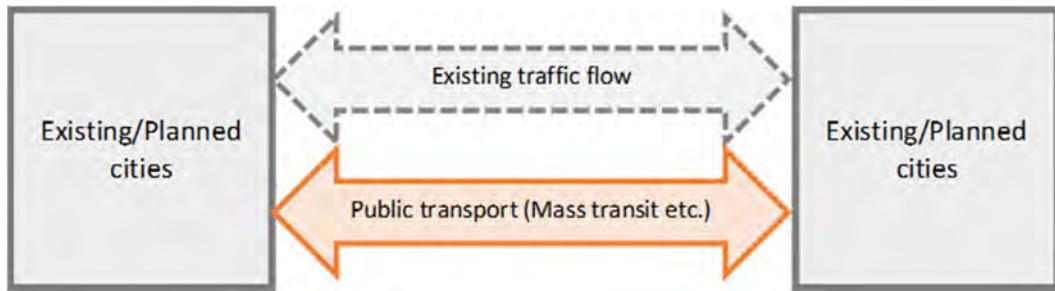 Existing traffic flow
Existing/Planned
cities
Existing/Planned
cities
Public transport (Mass transit etc.)